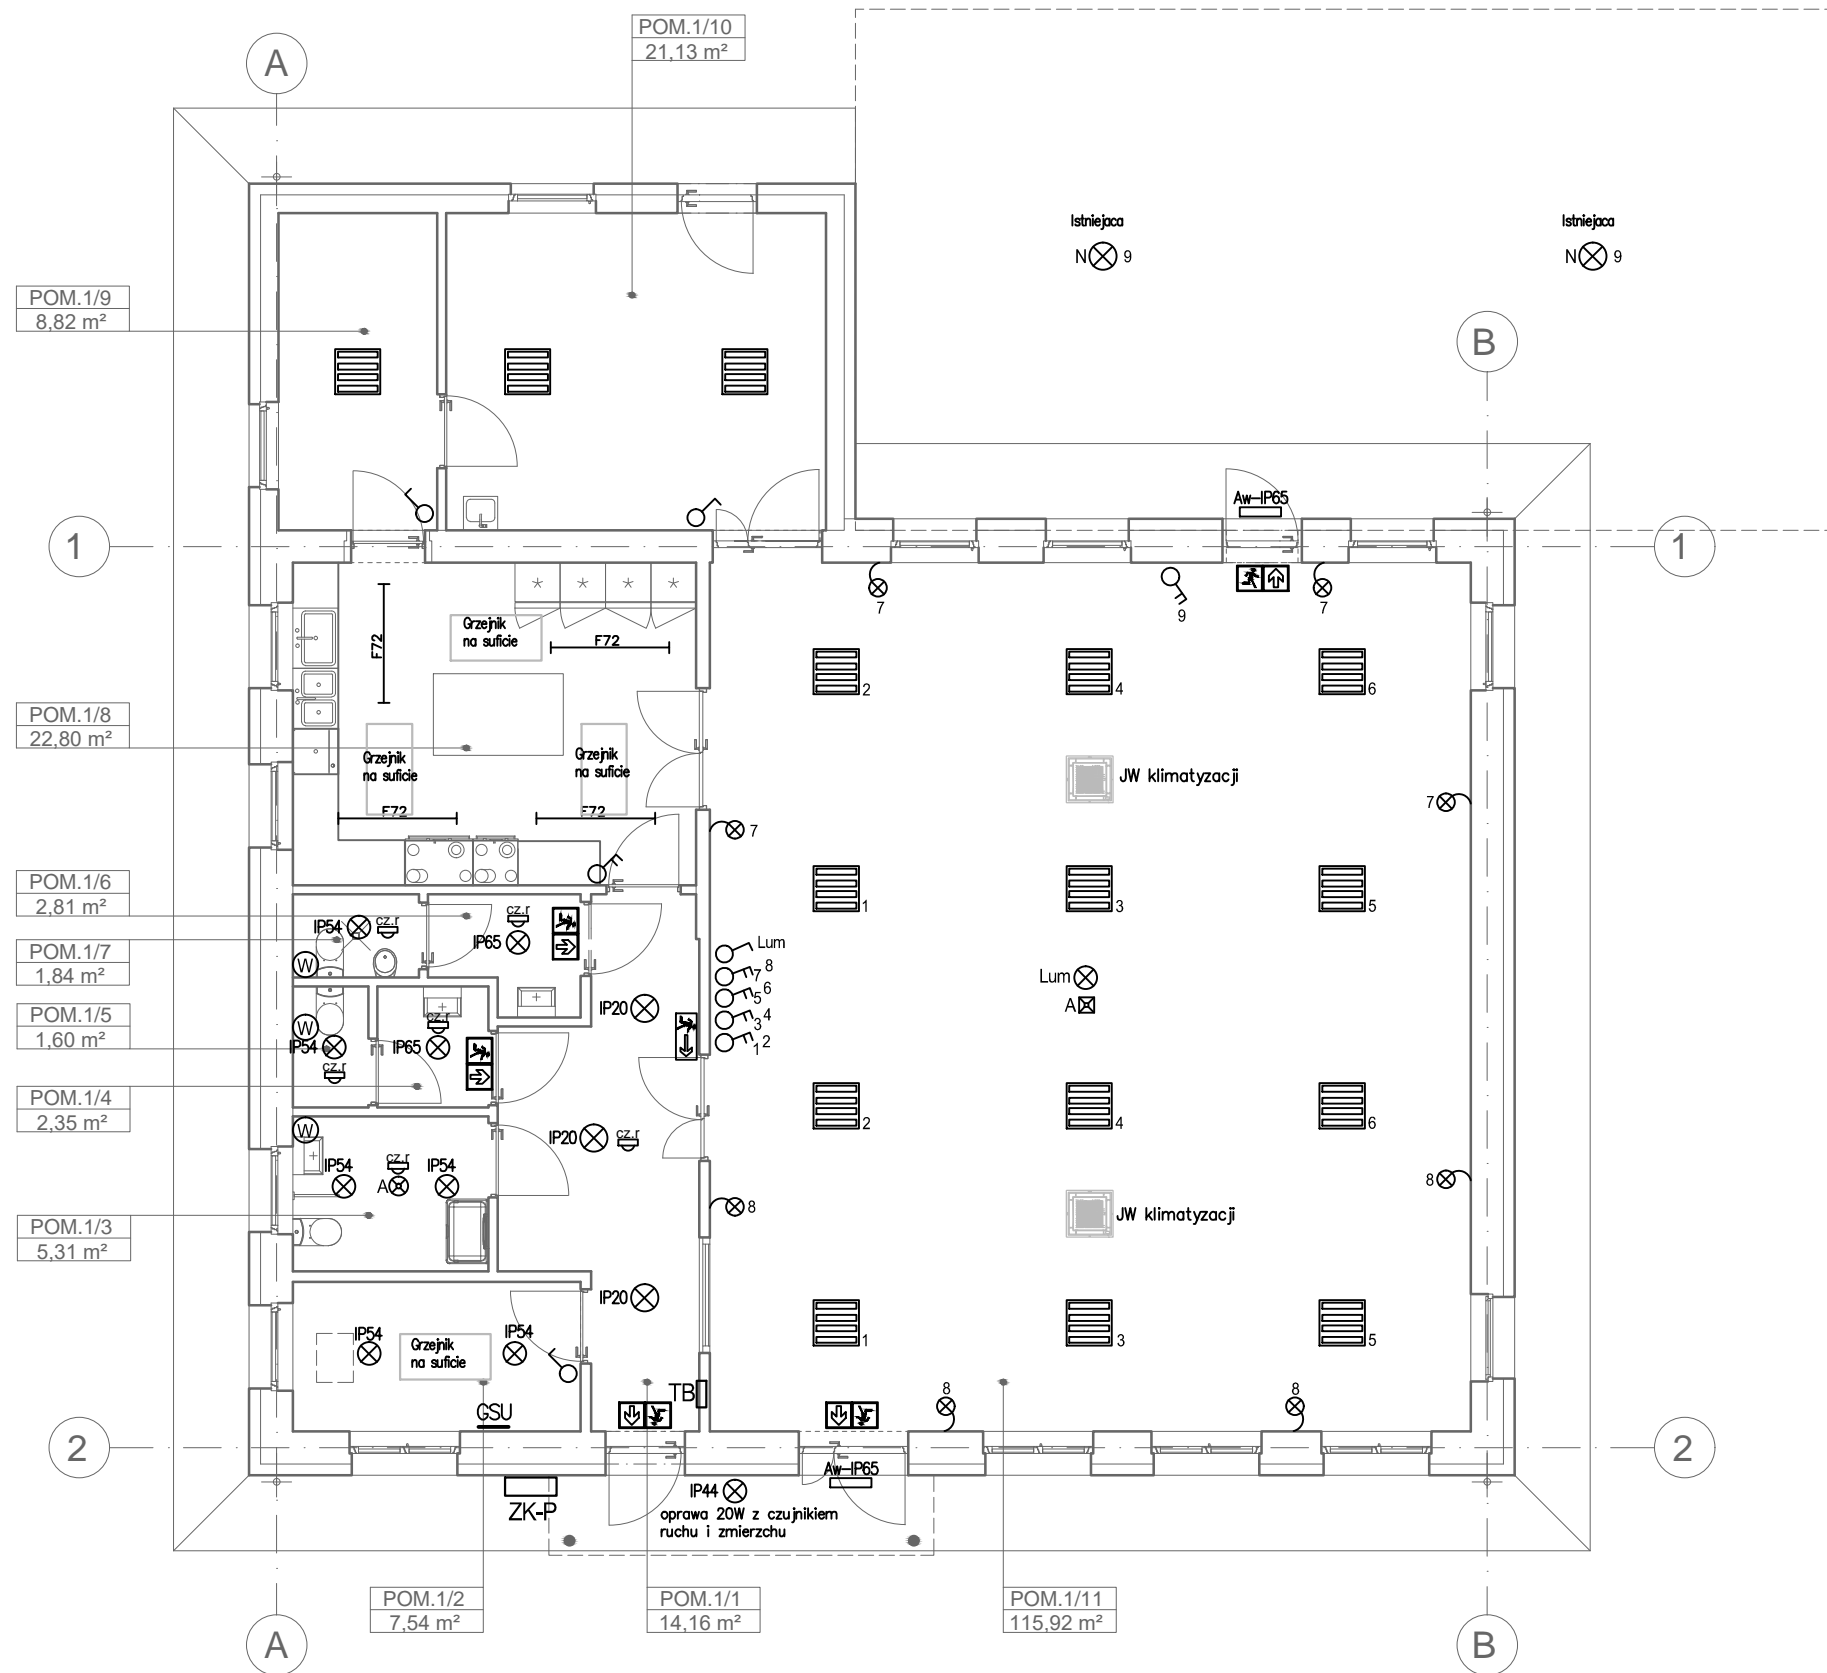 POM.1/10
21,13 m²
A
Istniejaca
N 9
Istniejaca
N 9
POM.1/9
8,82 m²
B
Aw-IP65
1
1
7
9
7
Grzejnik
na suficie
F72
F72
2
4
6
POM.1/8
22,80 m²
Grzejnik
na suficie
Grzejnik
na suficie
JW klimatyzacji
F72
F72
7
7
POM.1/6
2,81 m²
1
3
5
IP54
cz.r
cz.r
IP65
POM.1/7
1,84 m²
W
Lum
8
7
6
5
4
3
2
1
Lum
A
POM.1/5
1,60 m²
W
cz.r
IP20
IP54
cz.r
IP65
POM.1/4
2,35 m²
2
4
6
W
IP20
cz.r
IP54
cz.r
IP54
A
8
8
POM.1/3
5,31 m²
JW klimatyzacji
IP20
IP54
Grzejnik
na suficie
IP54
1
3
5
TB
8
8
GSU
2
2
ZK-P
IP44
Aw-IP65
oprawa 20W z czujnikiem
ruchu i zmierzchu
POM.1/2
7,54 m²
POM.1/1
14,16 m²
POM.1/11
115,92 m²
A
B